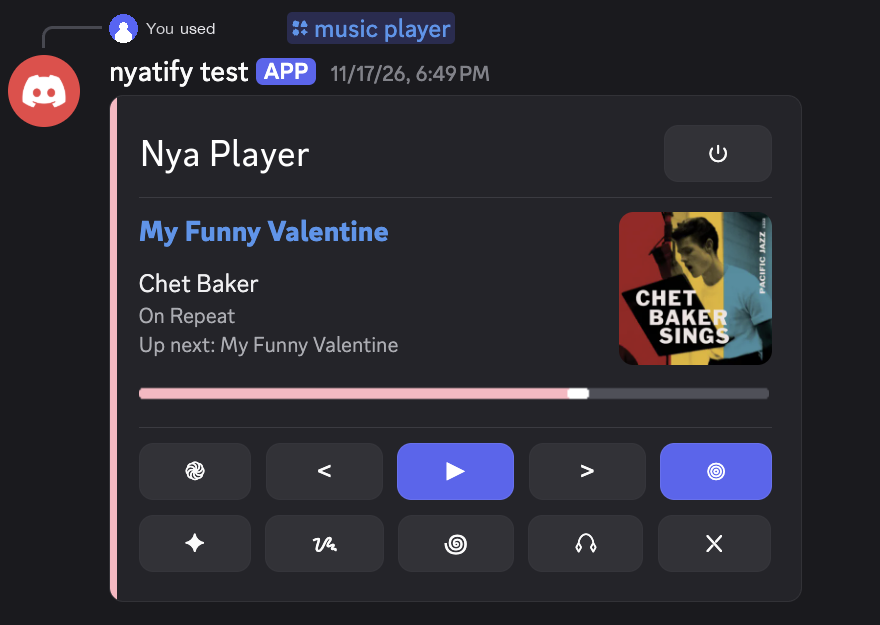 You used music player
nyatify test APP 11/17/26, 6:49 PM
Nya Player
My Funny Valentine
Chet Baker
On Repeat
Up next: My Funny Valentine
CHET
BAKER
SINGS
PACIFIC JAZZ